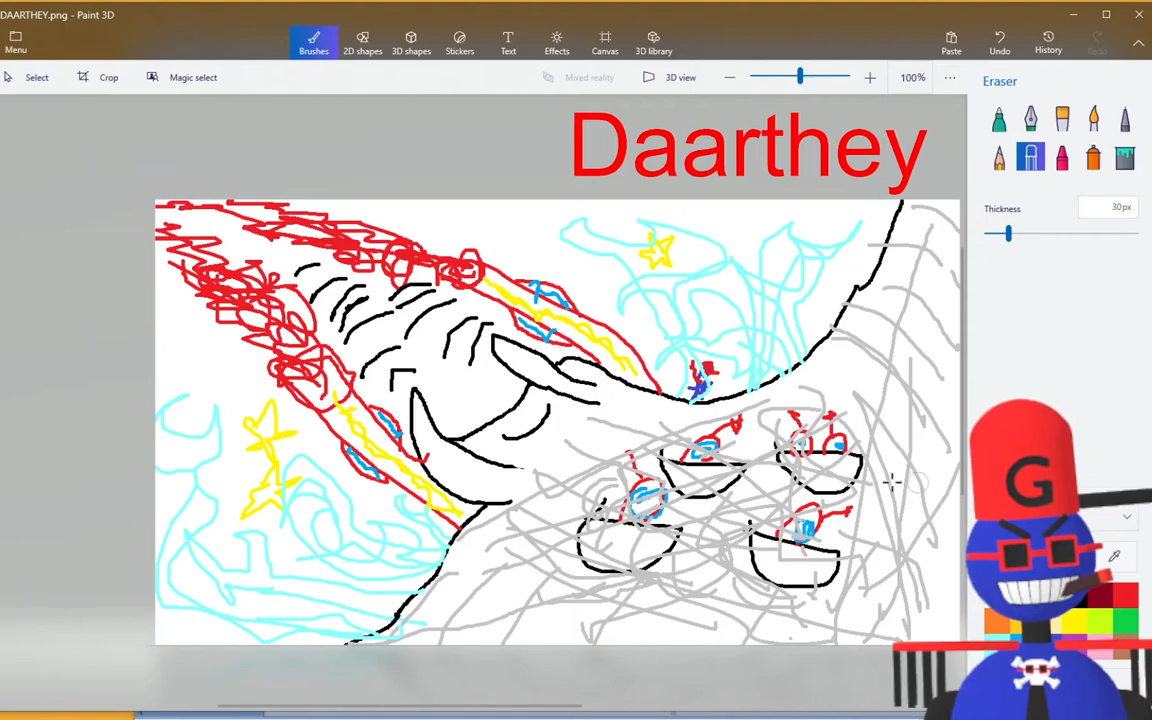 DAARTHEY.png - Paint 3D
Menu
Brushes
2D shapes
3D shapes
Stickers
Text
Effects
Canvas
3D library
Paste
Undo
History
Redo
Select
Crop
Magic select
Mixed reality
3D view
100%
Eraser
Daarthey
Thickness
30px
G